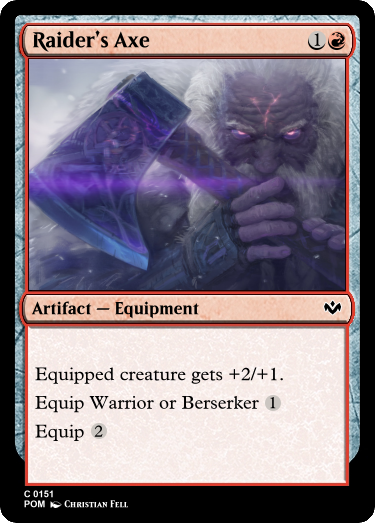 Raider's Axe 1
Artifact — Equipment
Equipped creature gets +2/+1.
Equip Warrior or Berserker 1
Equip 2
C 0151
POM Christian Fell